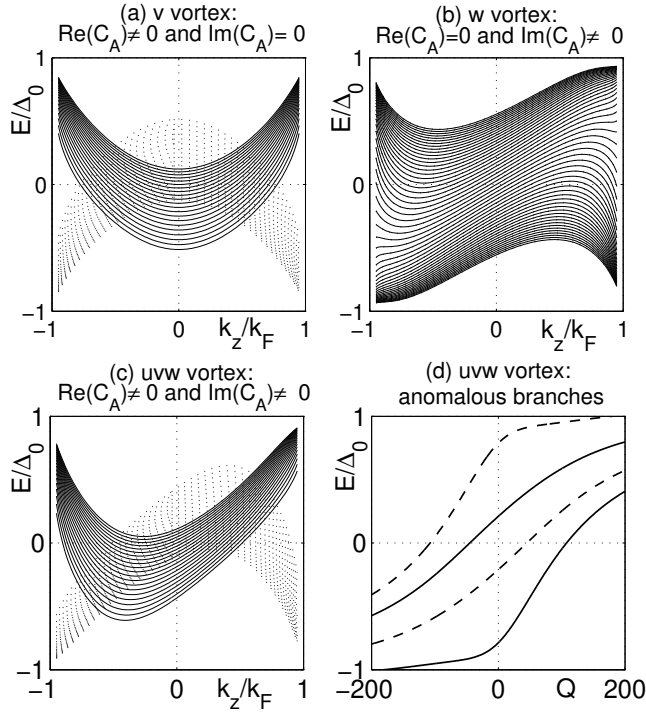 (a) v vortex:
Re(C_A)≠ 0 and Im(C_A)= 0
(b) w vortex:
Re(C_A)=0 and Im(C_A)≠ 0
1
E/Δ_0
0
−1
−1
0
k_z/k_F
1
1
E/Δ_0
0
−1
−1
0
k_z/k_F
1
(c) uvw vortex:
Re(C_A)≠ 0 and Im(C_A)≠ 0
(d) uvw vortex:
anomalous branches
1
E/Δ_0
0
−1
−1
0
k_z/k_F
1
1
E/Δ_0
0
−1
−200
0
Q
200